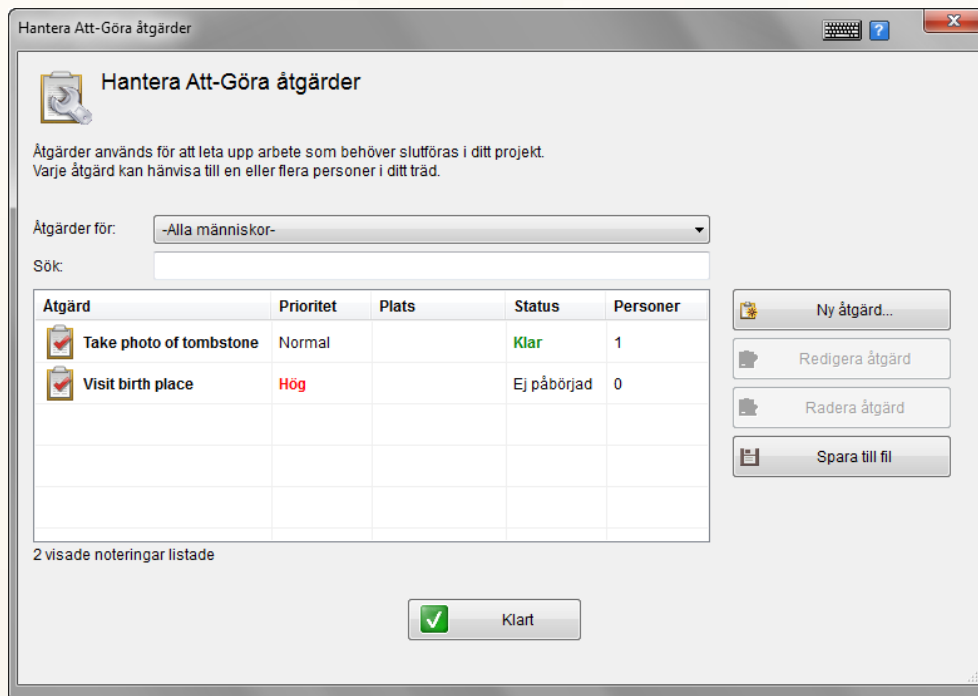 Hantera Att-Göra åtgärder
?
X
Hantera Att-Göra åtgärder
Åtgärder används för att leta upp arbete som behöver slutföras i ditt projekt.
Varje åtgärd kan hänvisa till en eller flera personer i ditt träd.
Åtgärder för: -Alla människor-
Sök:
Åtgärd Prioritet Plats Status Personer
Take photo of tombstone Normal Klar 1
Visit birth place Hög Ej påbörjad 0
Ny åtgärd...
Redigera åtgärd
Radera åtgärd
Spara till fil
2 visade noteringar listade
Klart